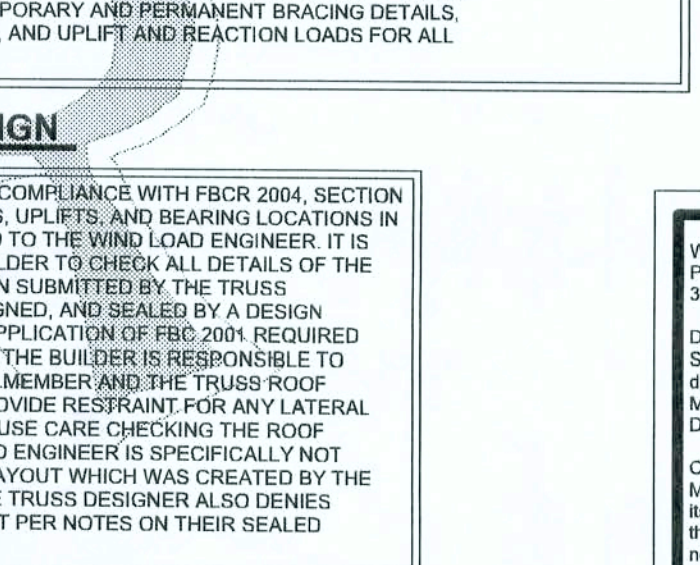 PORARY AND PERMANENT BRACING DETAILS,
, AND UPLIFT AND REACTION LOADS FOR ALL
IGN
COMPLIANCE WITH FBCR 2004, SECTION
S, UPLIFTS, AND BEARING LOCATIONS IN
TO THE WIND LOAD ENGINEER. IT IS
LDER TO CHECK ALL DETAILS OF THE
N SUBMITTED BY THE TRUSS
GNED, AND SEALED BY A DESIGN
PPLICATION OF FBC 2001 REQUIRED
THE BUILDER IS RESPONSIBLE TO
MEMBER AND THE TRUSS ROOF
OVIDE RESTRAINT FOR ANY LATERAL
USE CARE CHECKING THE ROOF
D ENGINEER IS SPECIFICALLY NOT
AYOUT WHICH WAS CREATED BY THE
E TRUSS DESIGNER ALSO DENIES
T PER NOTES ON THEIR SEALED
W
P
3
D
S
d
M
D
C
M
its
th
n